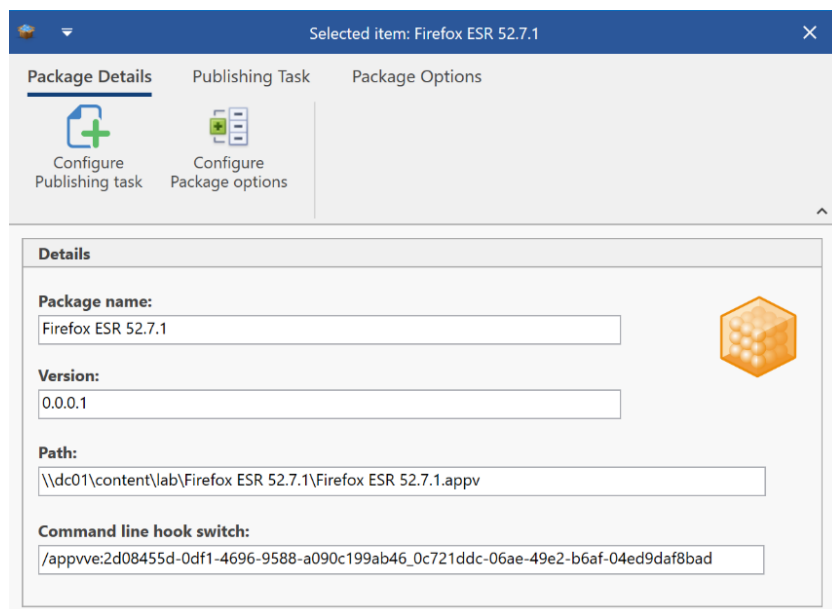 Selected item: Firefox ESR 52.7.1
Package Details Publishing Task Package Options
Configure
Publishing task
Configure
Package options
Details
Package name:
Firefox ESR 52.7.1
Version:
0.0.0.1
Path:
\\dc01\content\lab\Firefox ESR 52.7.1\Firefox ESR 52.7.1.appv
Command line hook switch:
/appvve:2d08455d-0df1-4696-9588-a090c199ab46_0c721ddc-06ae-49e2-b6af-04ed9daf8bad